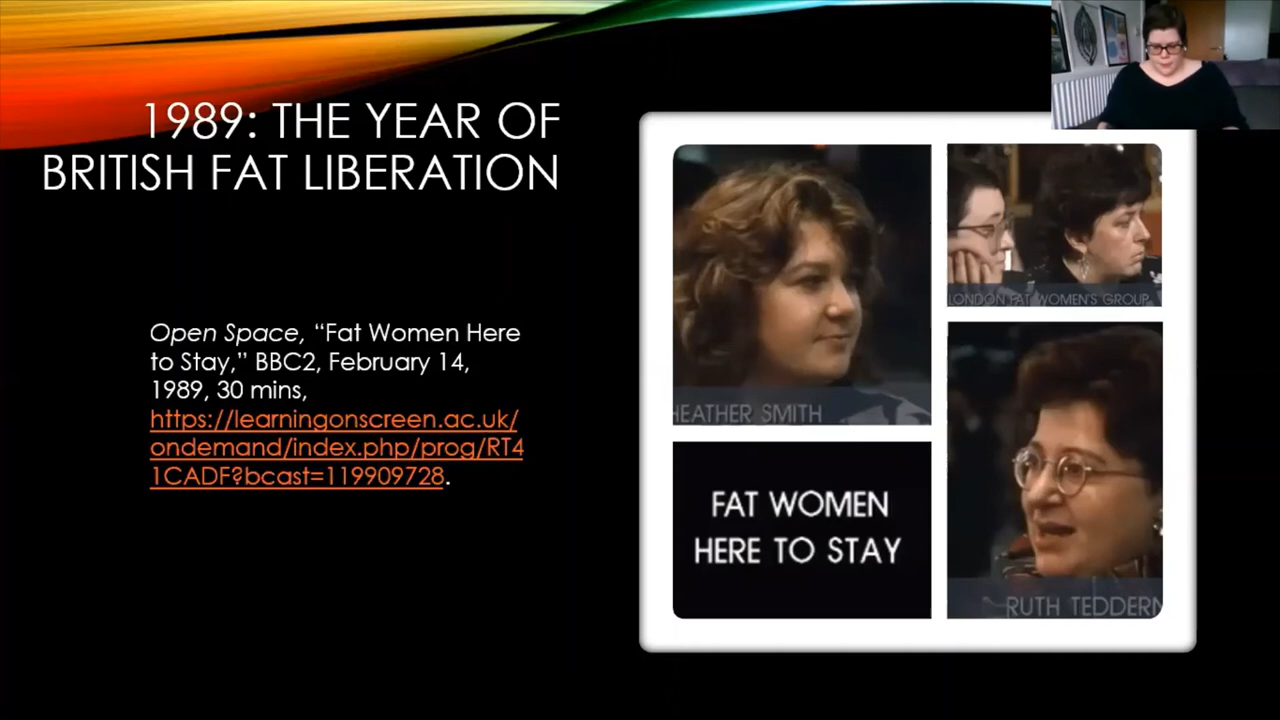 1989: THE YEAR OF
BRITISH FAT LIBERATION
Open Space, “Fat Women Here
to Stay,” BBC2, February 14,
1989, 30 mins,
https://learningonscreen.ac.uk/
ondemand/index.php/prog/RT4
1CADF?bcast=119909728.
HEATHER SMITH
LONDON FAT WOMEN'S GROUP
FAT WOMEN
HERE TO STAY
RUTH TEDDERN